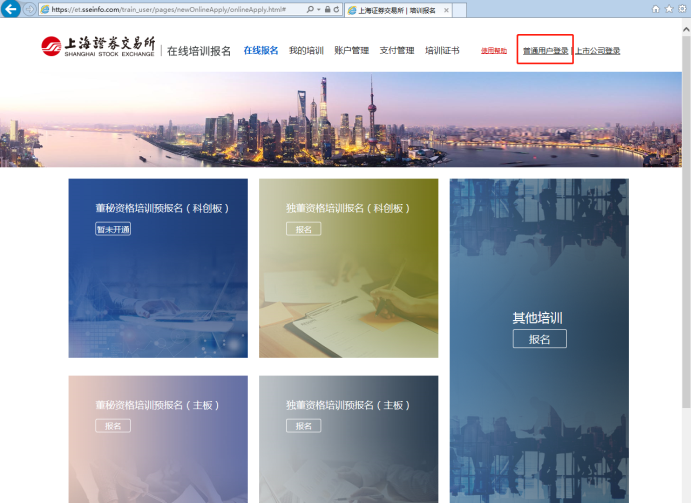 https://et.sseinfo.com/train_user/pages/newOnlineApply/onlineApply.html#
上海证券交易所 | 培训报名
上海證券交易所
SHANGHAI STOCK EXCHANGE
在线培训报名
在线报名 我的培训 账户管理 支付管理 培训证书
使用帮助 普通用户登录 | 上市公司登录
董秘资格培训预报名（科创板）
暂未开通
独董资格培训预报名（科创板）
报名
其他培训
报名
董秘资格培训预报名（主板）
报名
独董资格培训预报名（主板）
报名